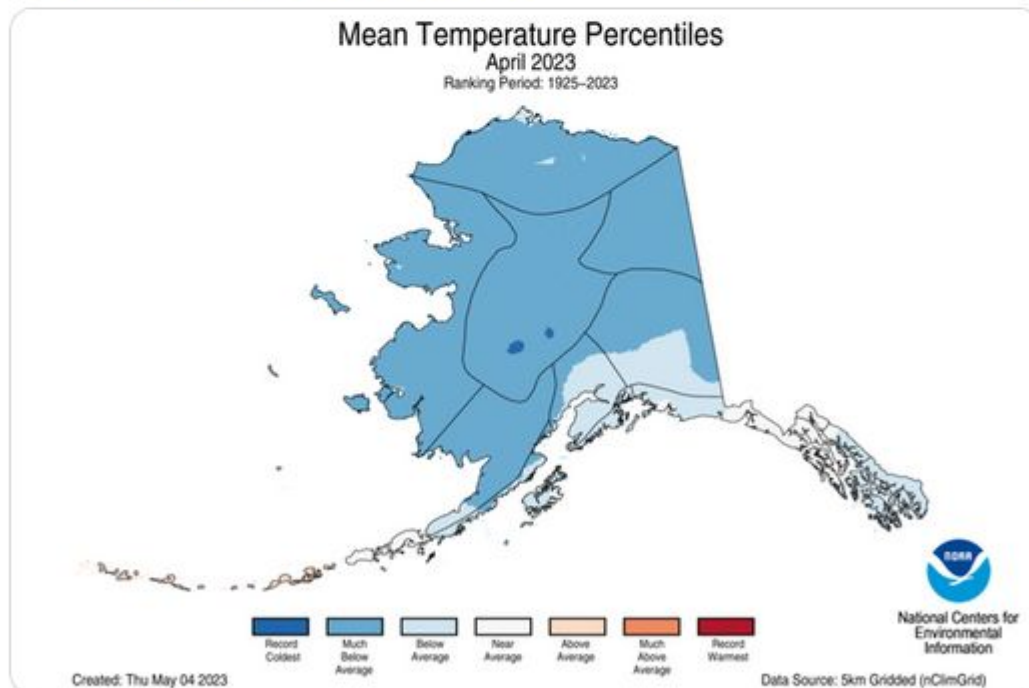 Mean Temperature Percentiles
April 2023
Ranking Period: 1925–2023
NOAA
National Centers for
Environmental
Information
Record
Coldest
Much
Below
Average
Below
Average
Near
Average
Above
Average
Much
Above
Average
Record
Warmest
Created: Thu May 04 2023
Data Source: 5km Gridded (nClimGrid)